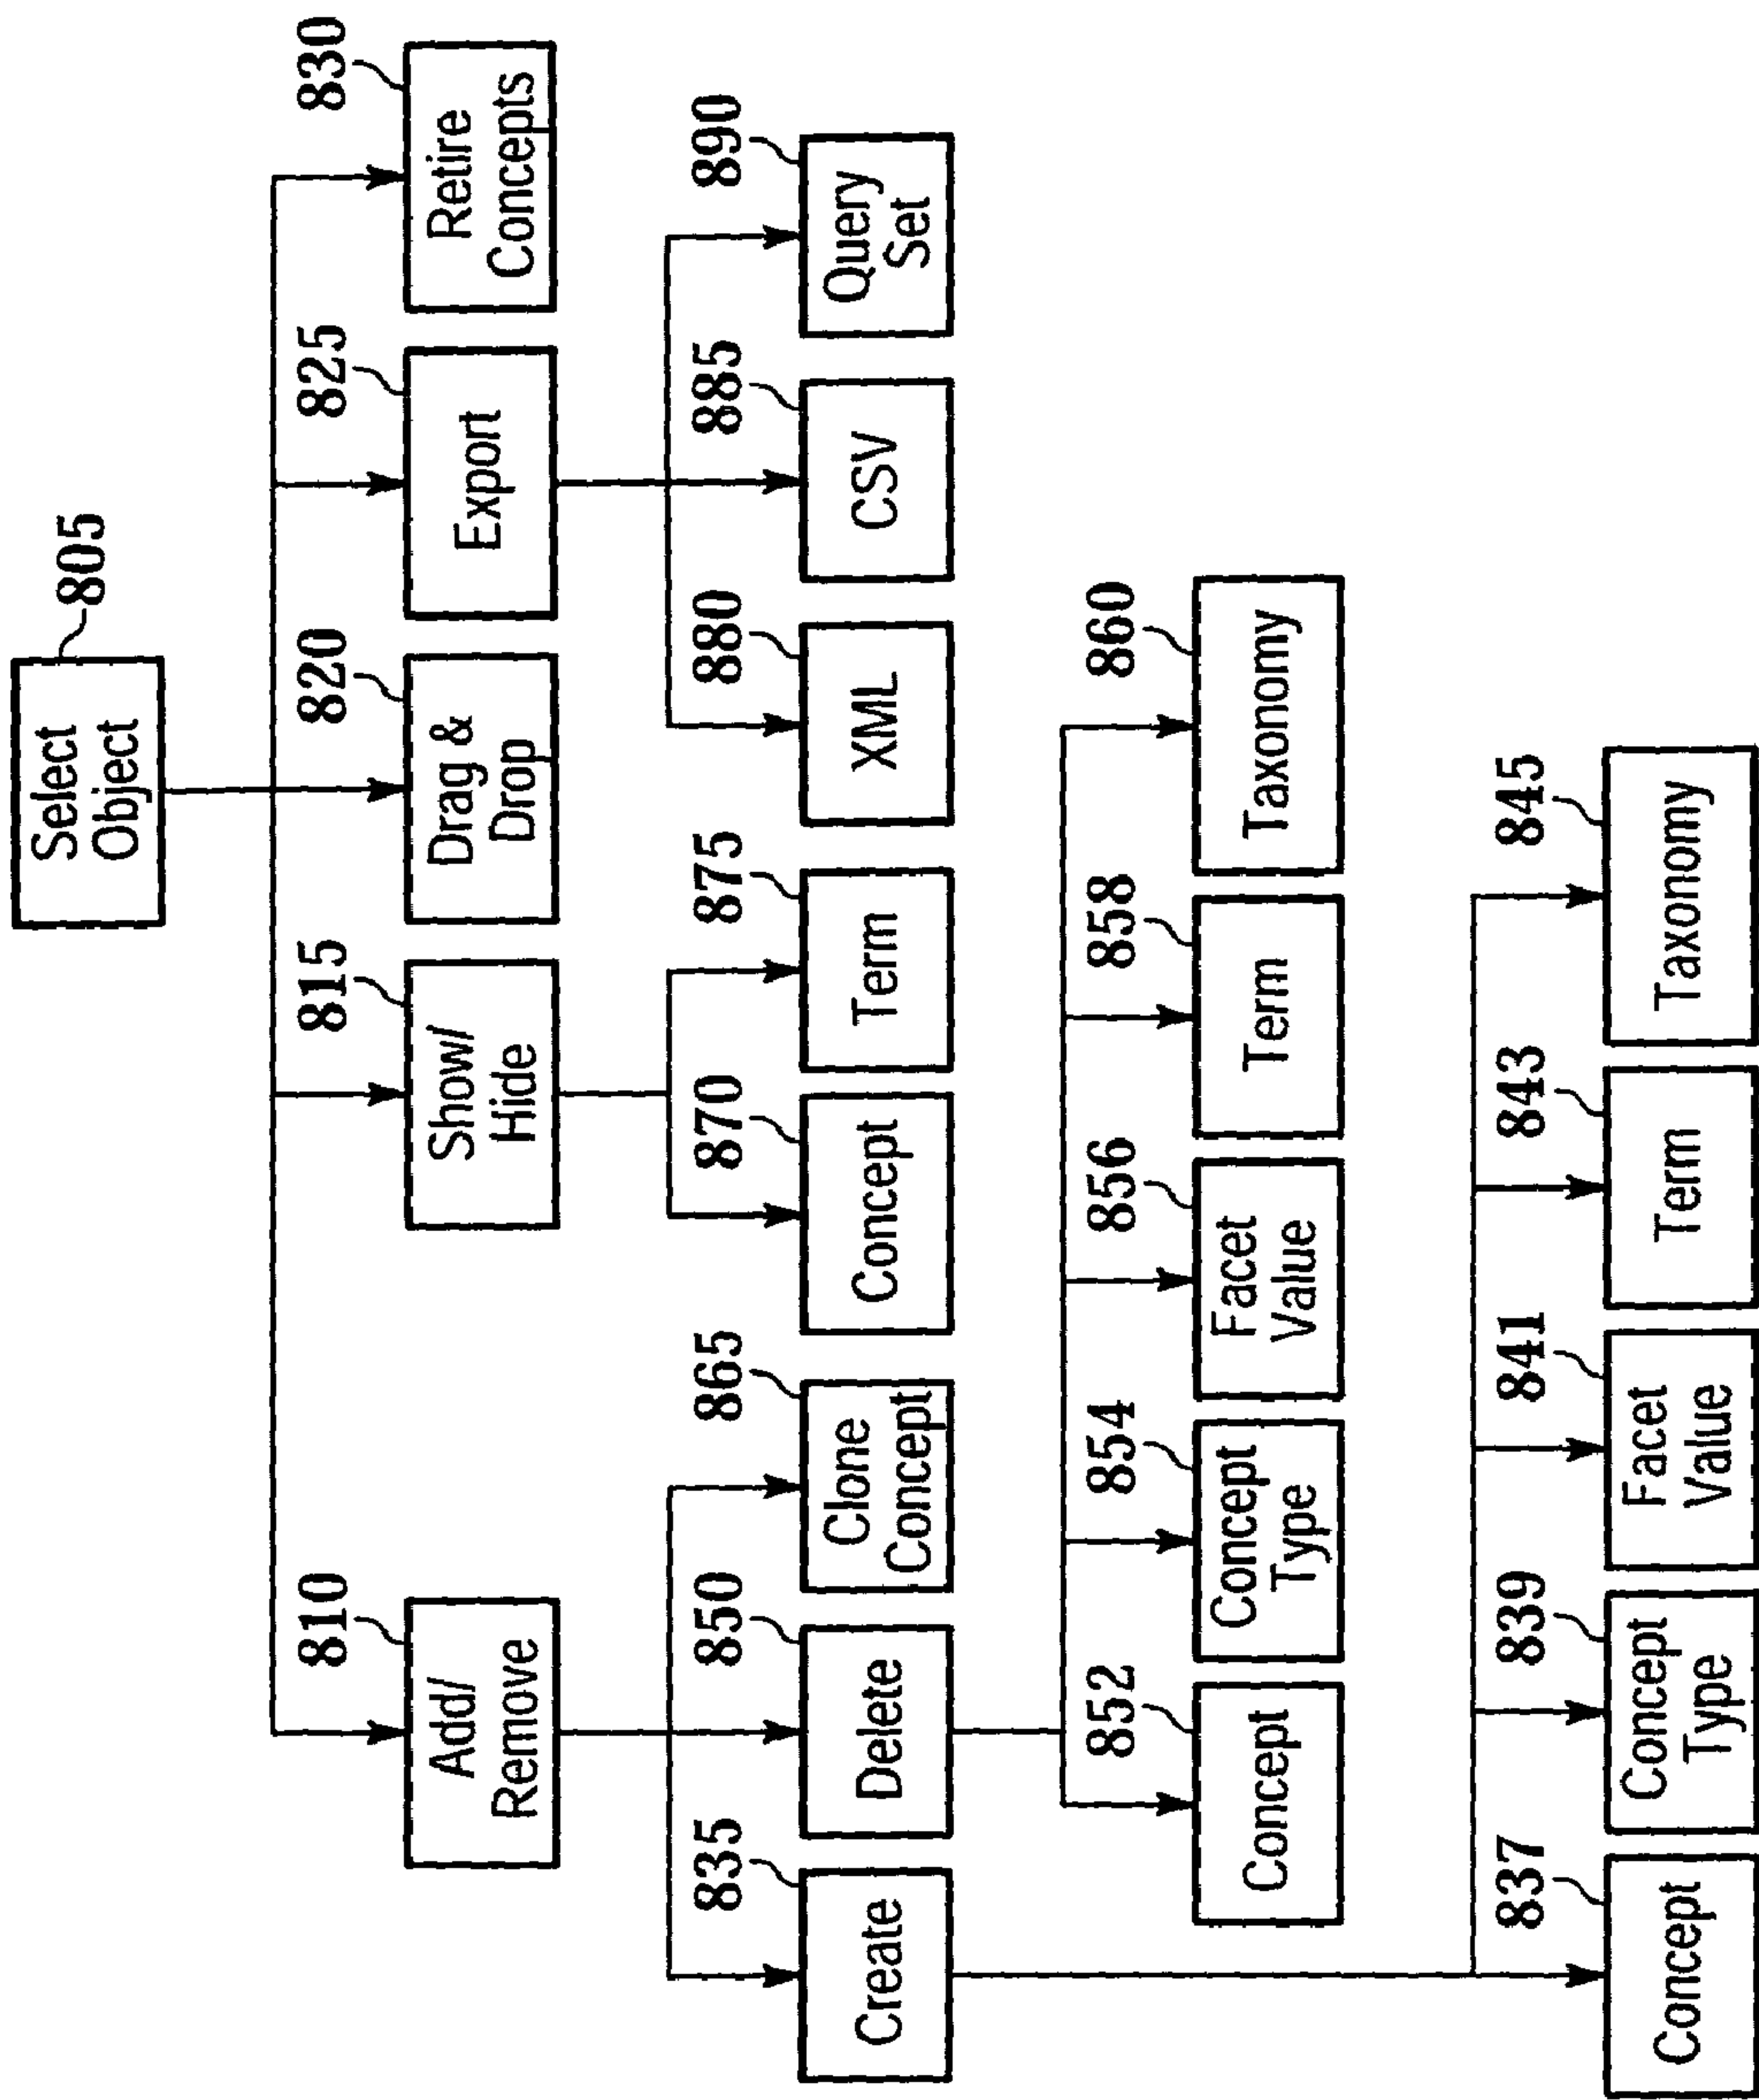 Select
Object
805
810
815
820
825
830
Add/
Remove
Show/
Hide
Drag &
Drop
Export
Retire
Concepts
835
850
865
870
875
880
885
890
Create
Delete
Clone
Concept
Concept
Term
XML
CSV
Query
Set
852
854
856
858
860
Concept
Concept
Type
Facet
Value
Term
Taxonomy
837
839
841
843
845
Concept
Concept
Type
Facet
Value
Term
Taxonomy